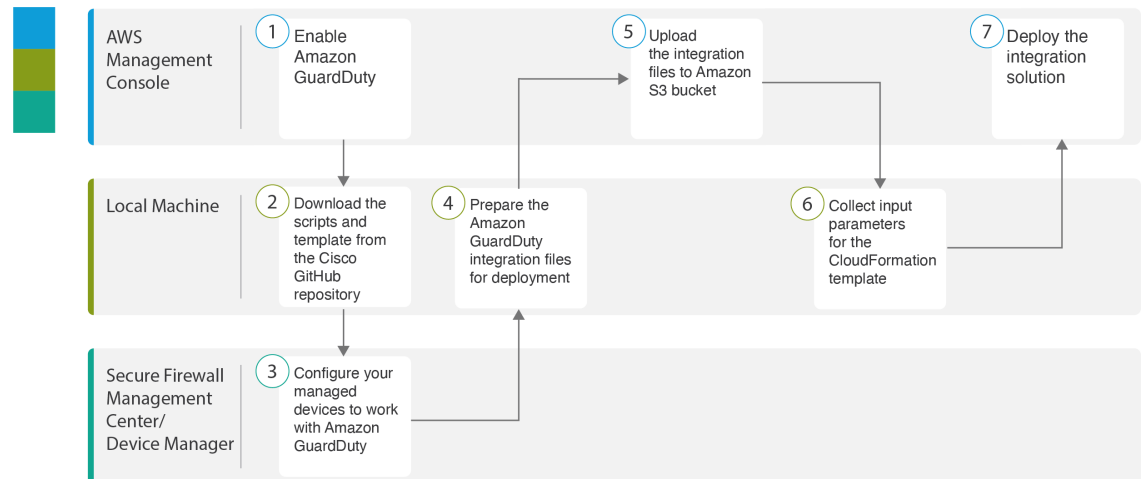 AWS
Management
Console
1
Enable
Amazon
GuardDuty
5
Upload
the integration
files to Amazon
S3 bucket
7
Deploy the
integration
solution
Local Machine
2
Download the
scripts and
template from
the Cisco
GitHub
repository
4
Prepare the
Amazon
GuardDuty
integration files
for deployment
6
Collect input
parameters
for the
CloudFormation
template
Secure Firewall
Management
Center/
Device Manager
3
Configure your
managed
devices to work
with Amazon
GuardDuty